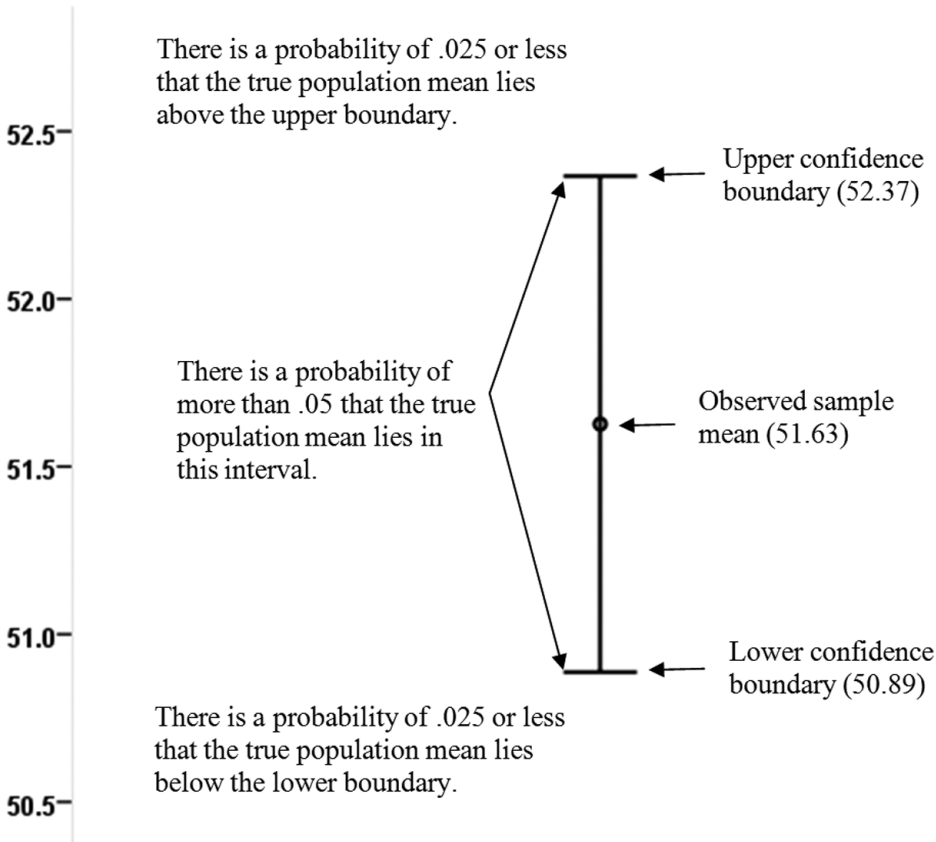 There is a probability of .025 or less
that the true population mean lies
above the upper boundary.
52.5
Upper confidence
boundary (52.37)
52.0
There is a probability of
more than .05 that the true
population mean lies in
this interval.
Observed sample
mean (51.63)
51.5
51.0
Lower confidence
boundary (50.89)
There is a probability of .025 or less
that the true population mean lies
below the lower boundary.
50.5